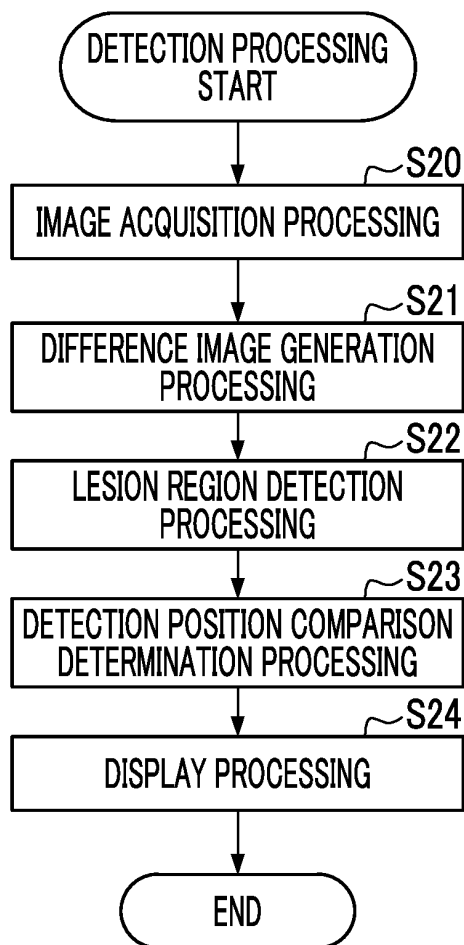 DETECTION PROCESSING
START
S20
IMAGE ACQUISITION PROCESSING
S21
DIFFERENCE IMAGE GENERATION
PROCESSING
S22
LESION REGION DETECTION
PROCESSING
S23
DETECTION POSITION COMPARISON
DETERMINATION PROCESSING
S24
DISPLAY PROCESSING
END